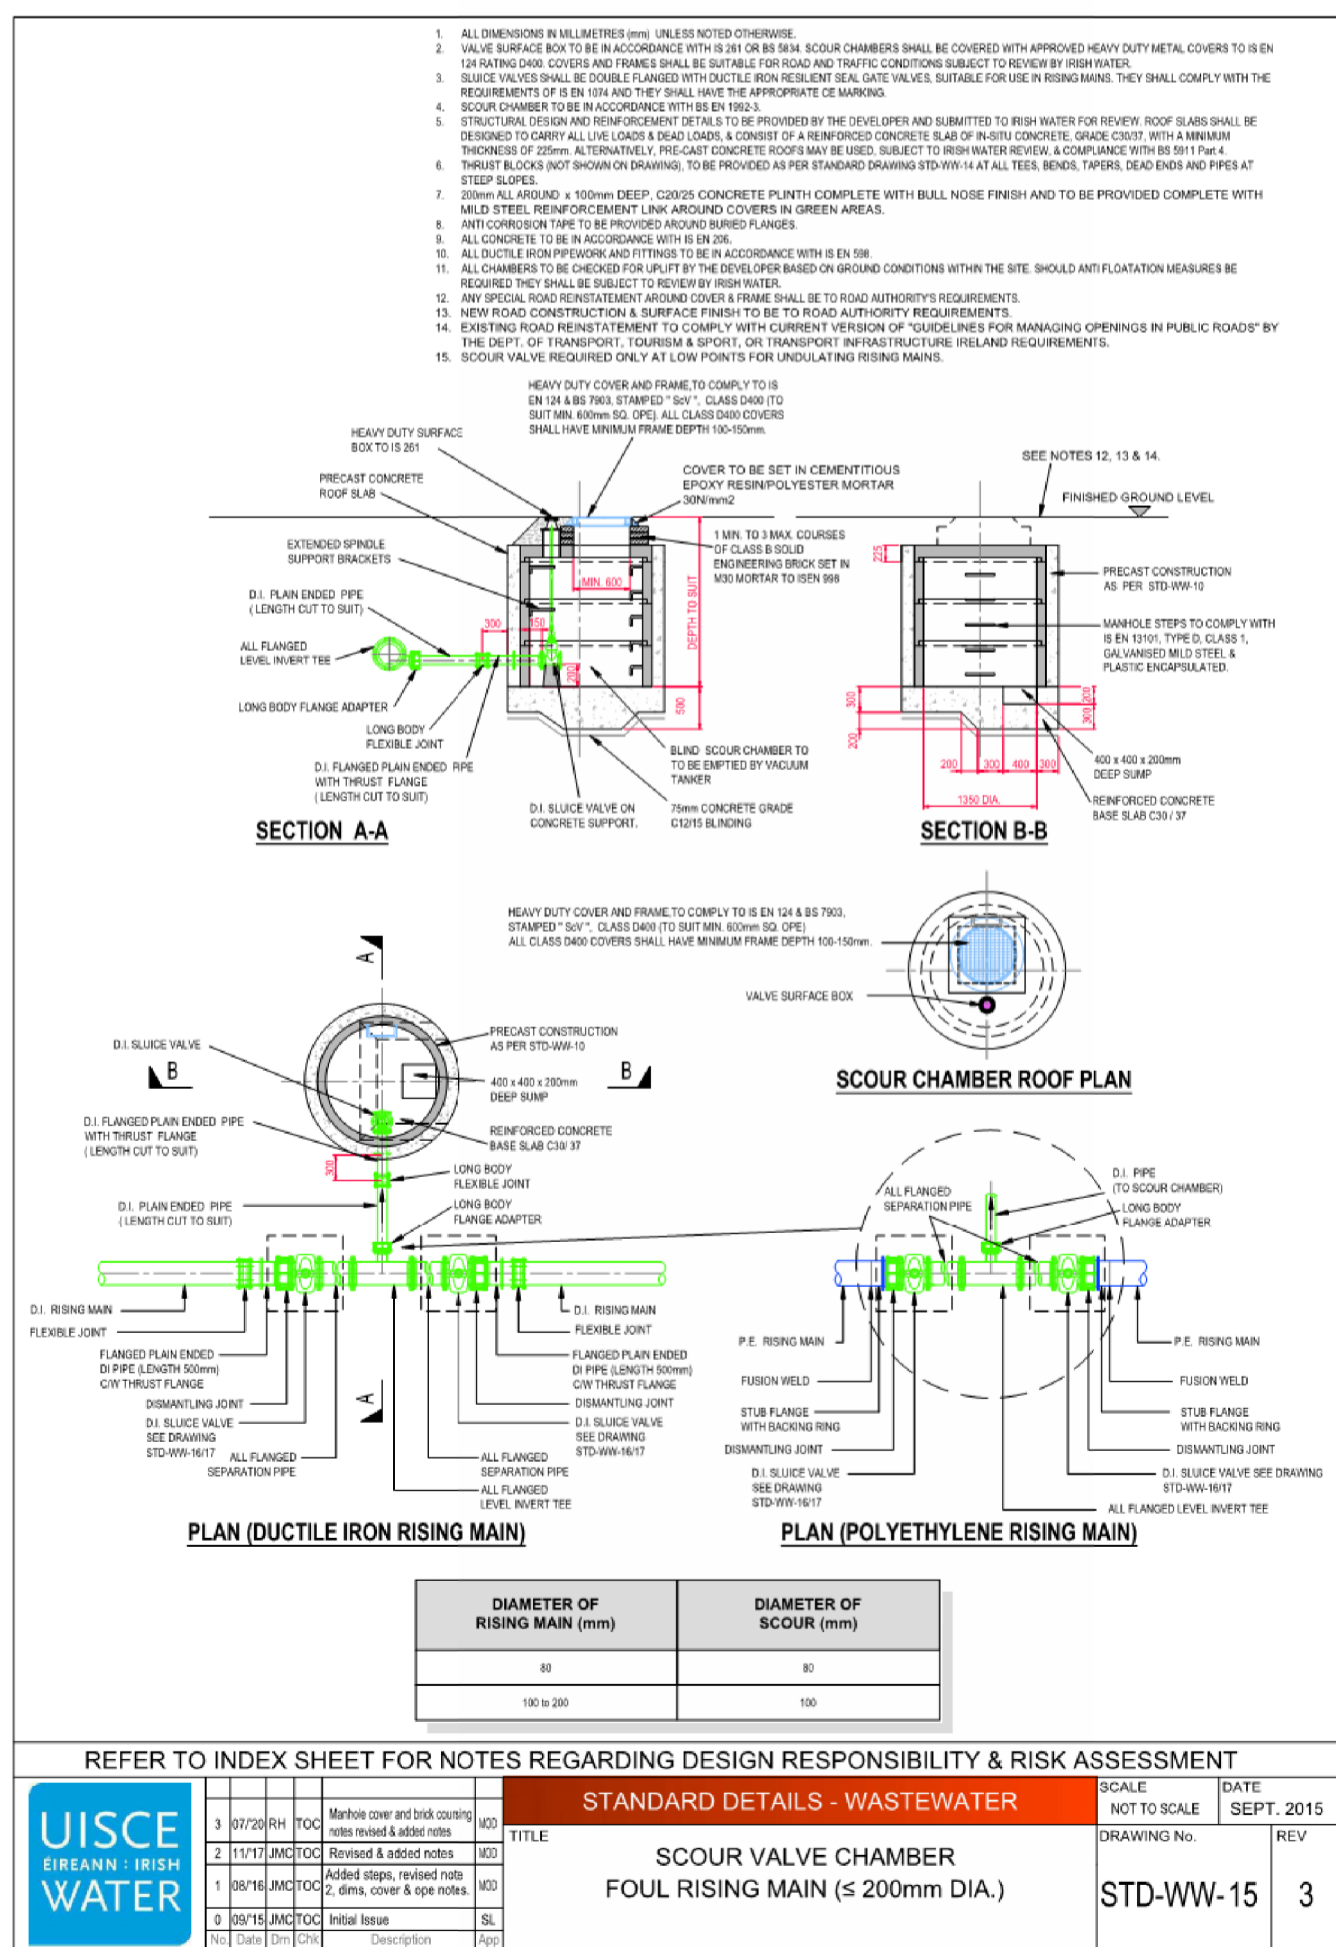 1. ALL DIMENSIONS IN MILLIMETRES (mm) UNLESS NOTED OTHERWISE.
2. VALVE SURFACE BOX TO BE IN ACCORDANCE WITH IS 261 OR BS 5834. SCOUR CHAMBERS SHALL BE COVERED WITH APPROVED HEAVY DUTY METAL COVERS TO IS EN
124 RATING D400. COVERS AND FRAMES SHALL BE SUITABLE FOR ROAD AND TRAFFIC CONDITIONS SUBJECT TO REVIEW BY IRISH WATER.
3. SLUICE VALVES SHALL BE DOUBLE FLANGED WITH DUCTILE IRON RESILIENT SEAL GATE VALVES, SUITABLE FOR USE IN RISING MAINS. THEY SHALL COMPLY WITH THE
REQUIREMENTS OF IS EN 1074 AND THEY SHALL HAVE THE APPROPRIATE CE MARKING.
4. SCOUR CHAMBER TO BE IN ACCORDANCE WITH BS EN 1992-3.
5. STRUCTURAL DESIGN AND REINFORCEMENT DETAILS TO BE PROVIDED BY THE DEVELOPER AND SUBMITTED TO IRISH WATER FOR REVIEW. ROOF SLABS SHALL BE
DESIGNED TO CARRY ALL LIVE LOADS & DEAD LOADS, & CONSIST OF A REINFORCED CONCRETE SLAB OF IN-SITU CONCRETE, GRADE C30/37, WITH A MINIMUM
THICKNESS OF 225mm. ALTERNATIVELY, PRE-CAST CONCRETE ROOFS MAY BE USED, SUBJECT TO IRISH WATER REVIEW, & COMPLIANCE WITH BS 5911 Part 4.
6. THRUST BLOCKS (NOT SHOWN ON DRAWING), TO BE PROVIDED AS PER STANDARD DRAWING STD-WW-14 AT ALL TEES, BENDS, TAPERS, DEAD ENDS AND PIPES AT
STEEP SLOPES.
7. 200mm ALL AROUND x 100mm DEEP, C20/25 CONCRETE PLINTH COMPLETE WITH BULL NOSE FINISH AND TO BE PROVIDED COMPLETE WITH
MILD STEEL REINFORCEMENT LINK AROUND COVERS IN GREEN AREAS.
8. ANTI CORROSION TAPE TO BE PROVIDED AROUND BURIED FLANGES.
9. ALL CONCRETE TO BE IN ACCORDANCE WITH IS EN 206.
10. ALL DUCTILE IRON PIPEWORK AND FITTINGS TO BE IN ACCORDANCE WITH IS EN 598.
11. ALL CHAMBERS TO BE CHECKED FOR UPLIFT BY THE DEVELOPER BASED ON GROUND CONDITIONS WITHIN THE SITE. SHOULD ANTI FLOATATION MEASURES BE
REQUIRED THEY SHALL BE SUBJECT TO REVIEW BY IRISH WATER.
12. ANY SPECIAL ROAD REINSTATEMENT AROUND COVER & FRAME SHALL BE TO ROAD AUTHORITY'S REQUIREMENTS.
13. NEW ROAD CONSTRUCTION & SURFACE FINISH TO BE TO ROAD AUTHORITY REQUIREMENTS.
14. EXISTING ROAD REINSTATEMENT TO COMPLY WITH CURRENT VERSION OF "GUIDELINES FOR MANAGING OPENINGS IN PUBLIC ROADS" BY
THE DEPT. OF TRANSPORT, TOURISM & SPORT, OR TRANSPORT INFRASTRUCTURE IRELAND REQUIREMENTS.
15. SCOUR VALVE REQUIRED ONLY AT LOW POINTS FOR UNDULATING RISING MAINS.
HEAVY DUTY COVER AND FRAME,TO COMPLY TO IS
EN 124 & BS 7903, STAMPED " ScV ", CLASS D400 (TO
SUIT MIN. 600mm SQ. OPE). ALL CLASS D400 COVERS
SHALL HAVE MINIMUM FRAME DEPTH 100-150mm.
HEAVY DUTY SURFACE
BOX TO IS 261
PRECAST CONCRETE
ROOF SLAB
COVER TO BE SET IN CEMENTITIOUS
EPOXY RESIN/POLYESTER MORTAR
30N/mm2
1 MIN. TO 3 MAX. COURSES
OF CLASS B SOLID
ENGINEERING BRICK SET IN
M30 MORTAR TO ISEN 998
EXTENDED SPINDLE
SUPPORT BRACKETS
D.I. PLAIN ENDED PIPE
( LENGTH CUT TO SUIT)
ALL FLANGED
LEVEL INVERT TEE
LONG BODY FLANGE ADAPTER
LONG BODY
FLEXIBLE JOINT
D.I. FLANGED PLAIN ENDED PIPE
WITH THRUST FLANGE
( LENGTH CUT TO SUIT)
MIN. 600
300
150
200
DEPTH TO SUIT
500
BLIND SCOUR CHAMBER TO
TO BE EMPTIED BY VACUUM
TANKER
D.I. SLUICE VALVE ON
CONCRETE SUPPORT.
75mm CONCRETE GRADE
C12/15 BLINDING
SECTION A-A
SEE NOTES 12, 13 & 14.
FINISHED GROUND LEVEL
225
PRECAST CONSTRUCTION
AS PER STD-WW-10
MANHOLE STEPS TO COMPLY WITH
IS EN 13101, TYPE D, CLASS 1,
GALVANISED MILD STEEL &
PLASTIC ENCAPSULATED.
300
200
200
300
200
300
400
300
1350 DIA.
400 x 400 x 200mm
DEEP SUMP
REINFORCED CONCRETE
BASE SLAB C30 / 37
SECTION B-B
HEAVY DUTY COVER AND FRAME,TO COMPLY TO IS EN 124 & BS 7903,
STAMPED " ScV ", CLASS D400 (TO SUIT MIN. 600mm SQ. OPE)
ALL CLASS D400 COVERS SHALL HAVE MINIMUM FRAME DEPTH 100-150mm.
VALVE SURFACE BOX
SCOUR CHAMBER ROOF PLAN
A
D.I. SLUICE VALVE
B
B
PRECAST CONSTRUCTION
AS PER STD-WW-10
400 x 400 x 200mm
DEEP SUMP
D.I. FLANGED PLAIN ENDED PIPE
WITH THRUST FLANGE
( LENGTH CUT TO SUIT)
REINFORCED CONCRETE
BASE SLAB C30/ 37
300
LONG BODY
FLEXIBLE JOINT
D.I. PLAIN ENDED PIPE
( LENGTH CUT TO SUIT)
LONG BODY
FLANGE ADAPTER
D.I. RISING MAIN
FLEXIBLE JOINT
FLANGED PLAIN ENDED
DI PIPE (LENGTH 500mm)
C/W THRUST FLANGE
DISMANTLING JOINT
D.I. SLUICE VALVE
SEE DRAWING
STD-WW-16/17
ALL FLANGED
SEPARATION PIPE
A
D.I. RISING MAIN
FLEXIBLE JOINT
FLANGED PLAIN ENDED
DI PIPE (LENGTH 500mm)
C/W THRUST FLANGE
DISMANTLING JOINT
D.I. SLUICE VALVE
SEE DRAWING
STD-WW-16/17
ALL FLANGED
SEPARATION PIPE
ALL FLANGED
LEVEL INVERT TEE
PLAN (DUCTILE IRON RISING MAIN)
ALL FLANGED
SEPARATION PIPE
D.I. PIPE
(TO SCOUR CHAMBER)
LONG BODY
FLANGE ADAPTER
P.E. RISING MAIN
FUSION WELD
STUB FLANGE
WITH BACKING RING
DISMANTLING JOINT
D.I. SLUICE VALVE
SEE DRAWING
STD-WW-16/17
P.E. RISING MAIN
FUSION WELD
STUB FLANGE
WITH BACKING RING
DISMANTLING JOINT
D.I. SLUICE VALVE SEE DRAWING
STD-WW-16/17
ALL FLANGED LEVEL INVERT TEE
PLAN (POLYETHYLENE RISING MAIN)
DIAMETER OF RISING MAIN (mm) DIAMETER OF SCOUR (mm)
80 80
100 to 200 100
REFER TO INDEX SHEET FOR NOTES REGARDING DESIGN RESPONSIBILITY & RISK ASSESSMENT
UISCE
ÉIREANN : IRISH
WATER
3 07/'20 RH TOC Manhole cover and brick coursing notes revised & added notes MOD
2 11/'17 JMC TOC Revised & added notes MOD
1 08/'16 JMC TOC Added steps, revised note 2, dims, cover & ope notes. MOD
0 09/'15 JMC TOC Initial Issue SL
No. Date Drn Chk Description App
STANDARD DETAILS - WASTEWATER
TITLE
SCOUR VALVE CHAMBER
FOUL RISING MAIN (≤ 200mm DIA.)
SCALE
NOT TO SCALE
DATE
SEPT. 2015
DRAWING No.
STD-WW-15
REV
3